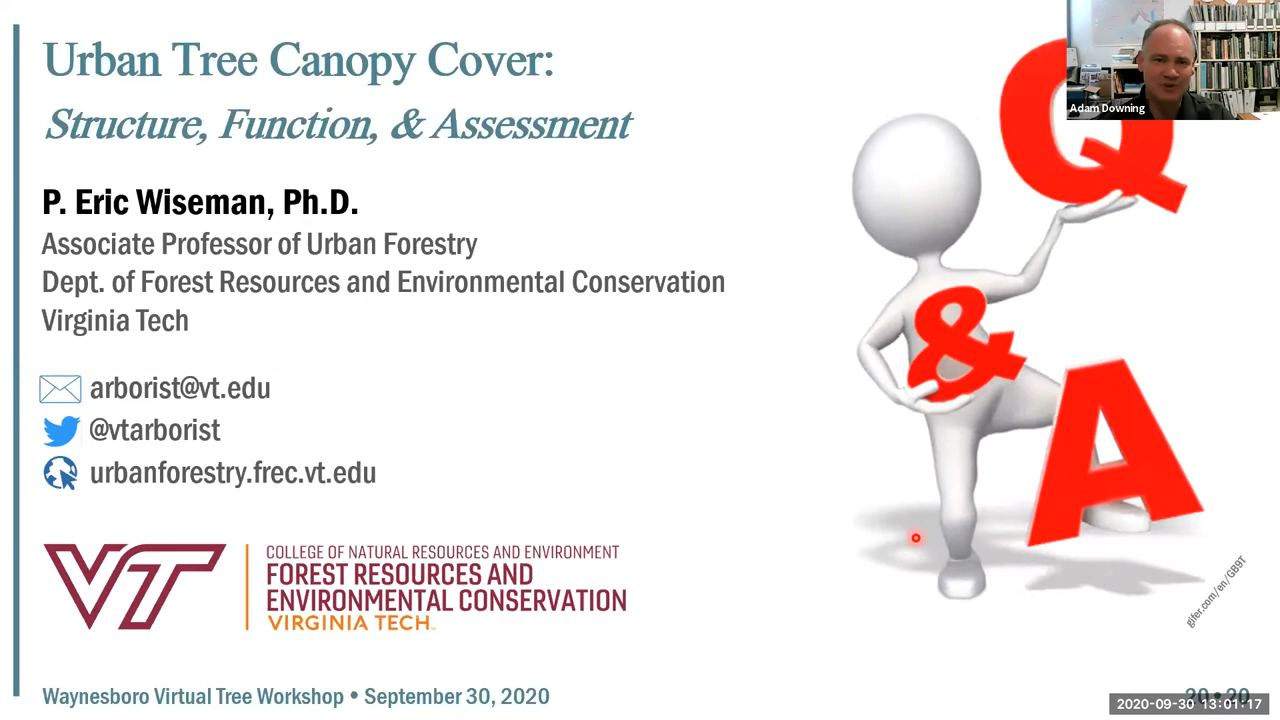 Urban Tree Canopy Cover:
Structure, Function, & Assessment
P. Eric Wiseman, Ph.D.
Associate Professor of Urban Forestry
Dept. of Forest Resources and Environmental Conservation
Virginia Tech
arborist@vt.edu
@vtarborist
urbanforestry.frec.vt.edu
VT
COLLEGE OF NATURAL RESOURCES AND ENVIRONMENT
FOREST RESOURCES AND
ENVIRONMENTAL CONSERVATION
VIRGINIA TECH
Waynesboro Virtual Tree Workshop • September 30, 2020
Adam Downing
Q
&
A
gifer.com/en/GB9T
2020-09-30 13:01:17